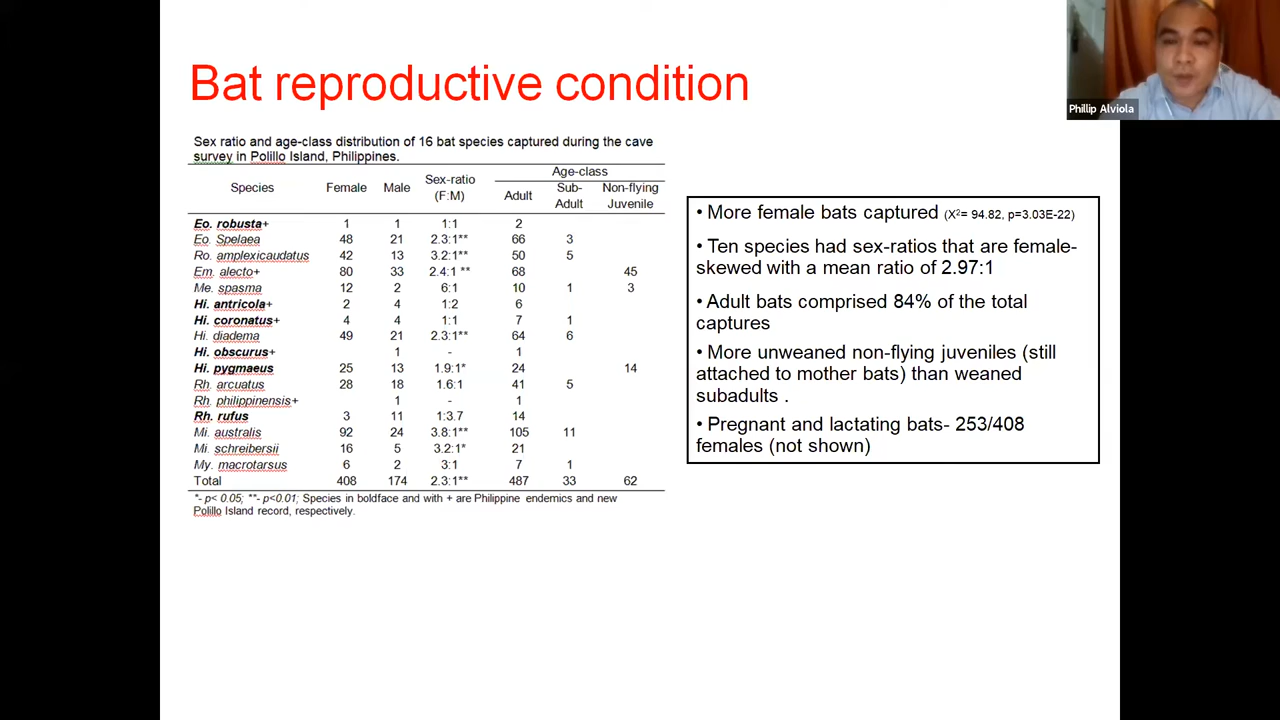 Bat reproductive condition
Phillip Alviola
Sex ratio and age-class distribution of 16 bat species captured during the cave
survey in Polillo Island, Philippines.
Species Female Male Sex-ratio (F:M) Age-class
Adult Sub-Adult Non-flying Juvenile
Eo. robusta+ 1 1 1:1 2
Eo. Spelaea 48 21 2.3:1** 66 3
Ro. amplexicaudatus 42 13 3.2:1** 50 5
Em. alecto+ 80 33 2.4:1 ** 68 45
Me. spasma 12 2 6:1 10 1 3
Hi. antricola+ 2 4 1:2 6
Hi. coronatus+ 4 4 1:1 7 1
Hi. diadema 49 21 2.3:1** 64 6
Hi. obscurus+ 1 - 1
Hi. pygmaeus 25 13 1.9:1* 24 14
Rh. arcuatus 28 18 1.6:1 41 5
Rh. philippinensis+ 1 - 1
Rh. rufus 3 11 1:3.7 14
Mi. australis 92 24 3.8:1** 105 11
Mi. schreibersii 16 5 3.2:1* 21
My. macrotarsus 6 2 3:1 7 1
Total 408 174 2.3:1** 487 33 62
*- p< 0.05; **- p<0.01; Species in boldface and with + are Philippine endemics and new
Polillo Island record, respectively.
• More female bats captured (X²= 94.82, p=3.03E-22)
• Ten species had sex-ratios that are female-
skewed with a mean ratio of 2.97:1
• Adult bats comprised 84% of the total
captures
• More unweaned non-flying juveniles (still
attached to mother bats) than weaned
subadults .
• Pregnant and lactating bats- 253/408
females (not shown)